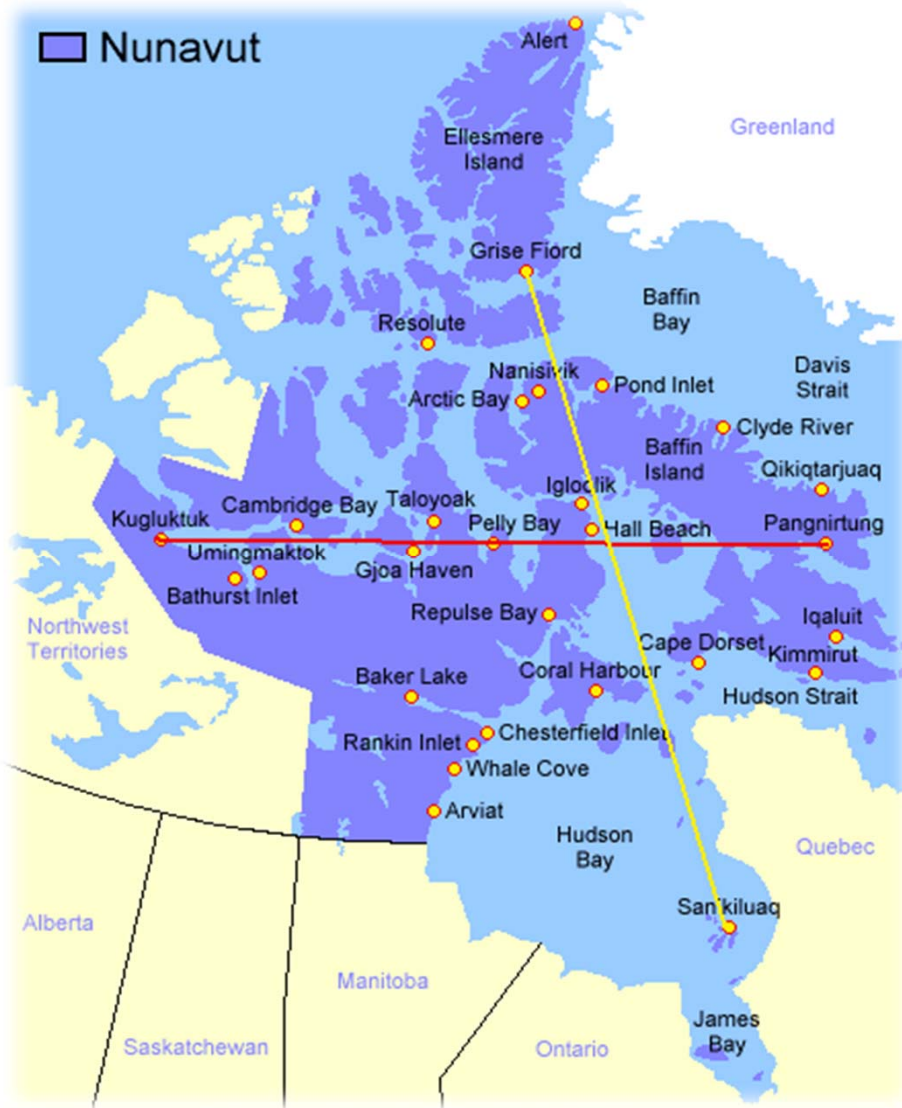 Nunavut
Alert
Greenland
Ellesmere
Island
Grise Fiord
Baffin
Bay
Resolute
Nanisivik
Davis
Strait
Pond Inlet
Arctic Bay
Clyde River
Baffin
Island
Qikiqtarjuaq
Igloolik
Cambridge Bay
Taloyoak
Kugluktuk
Pelly Bay
Hall Beach
Pangnirtung
Umingmaktok
Gjoa Haven
Bathurst Inlet
Repulse Bay
Iqaluit
Northwest
Territories
Cape Dorset
Kimmirut
Coral Harbour
Baker Lake
Hudson Strait
Chesterfield Inlet
Rankin Inlet
Whale Cove
Arviat
Hudson
Bay
Quebec
Sanikiluaq
Alberta
Manitoba
James
Bay
Saskatchewan
Ontario